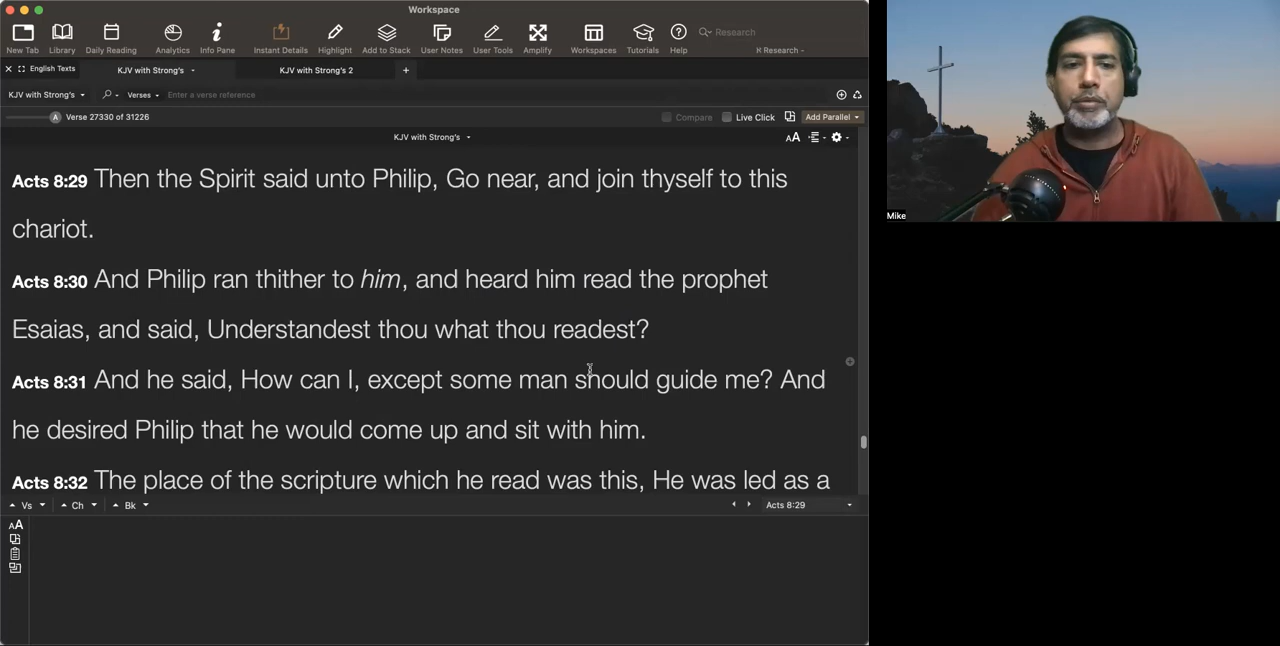 Workspace
New Tab Library Daily Reading Analytics Info Pane Instant Details Highlight Add to Stack User Notes User Tools Amplify Workspaces Tutorials Help Research
Research
English Texts KJV with Strong's KJV with Strong's 2
KJV with Strong's Verses Enter a verse reference
Verse 27330 of 31226 Compare Live Click Add Parallel
KJV with Strong's
Acts 8:29 Then the Spirit said unto Philip, Go near, and join thyself to this
chariot.
Acts 8:30 And Philip ran thither to him, and heard him read the prophet
Esaias, and said, Understandest thou what thou readest?
Acts 8:31 And he said, How can I, except some man should guide me? And
he desired Philip that he would come up and sit with him.
Acts 8:32 The place of the scripture which he read was this, He was led as a
Vs Ch Bk Acts 8:29
Mike